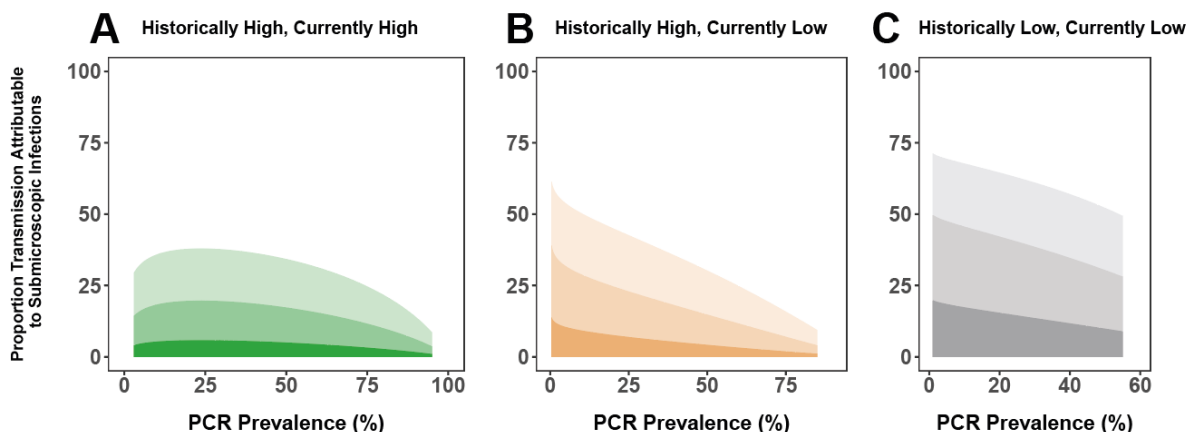 A Historically High, Currently High
B Historically High, Currently Low
C Historically Low, Currently Low
Proportion Transmission Attributable
to Submicroscopic Infections
100
75
50
25
0
0 25 50 75 100
PCR Prevalence (%)
100
75
50
25
0
0 25 50 75
PCR Prevalence (%)
100
75
50
25
0
0 20 40 60
PCR Prevalence (%)